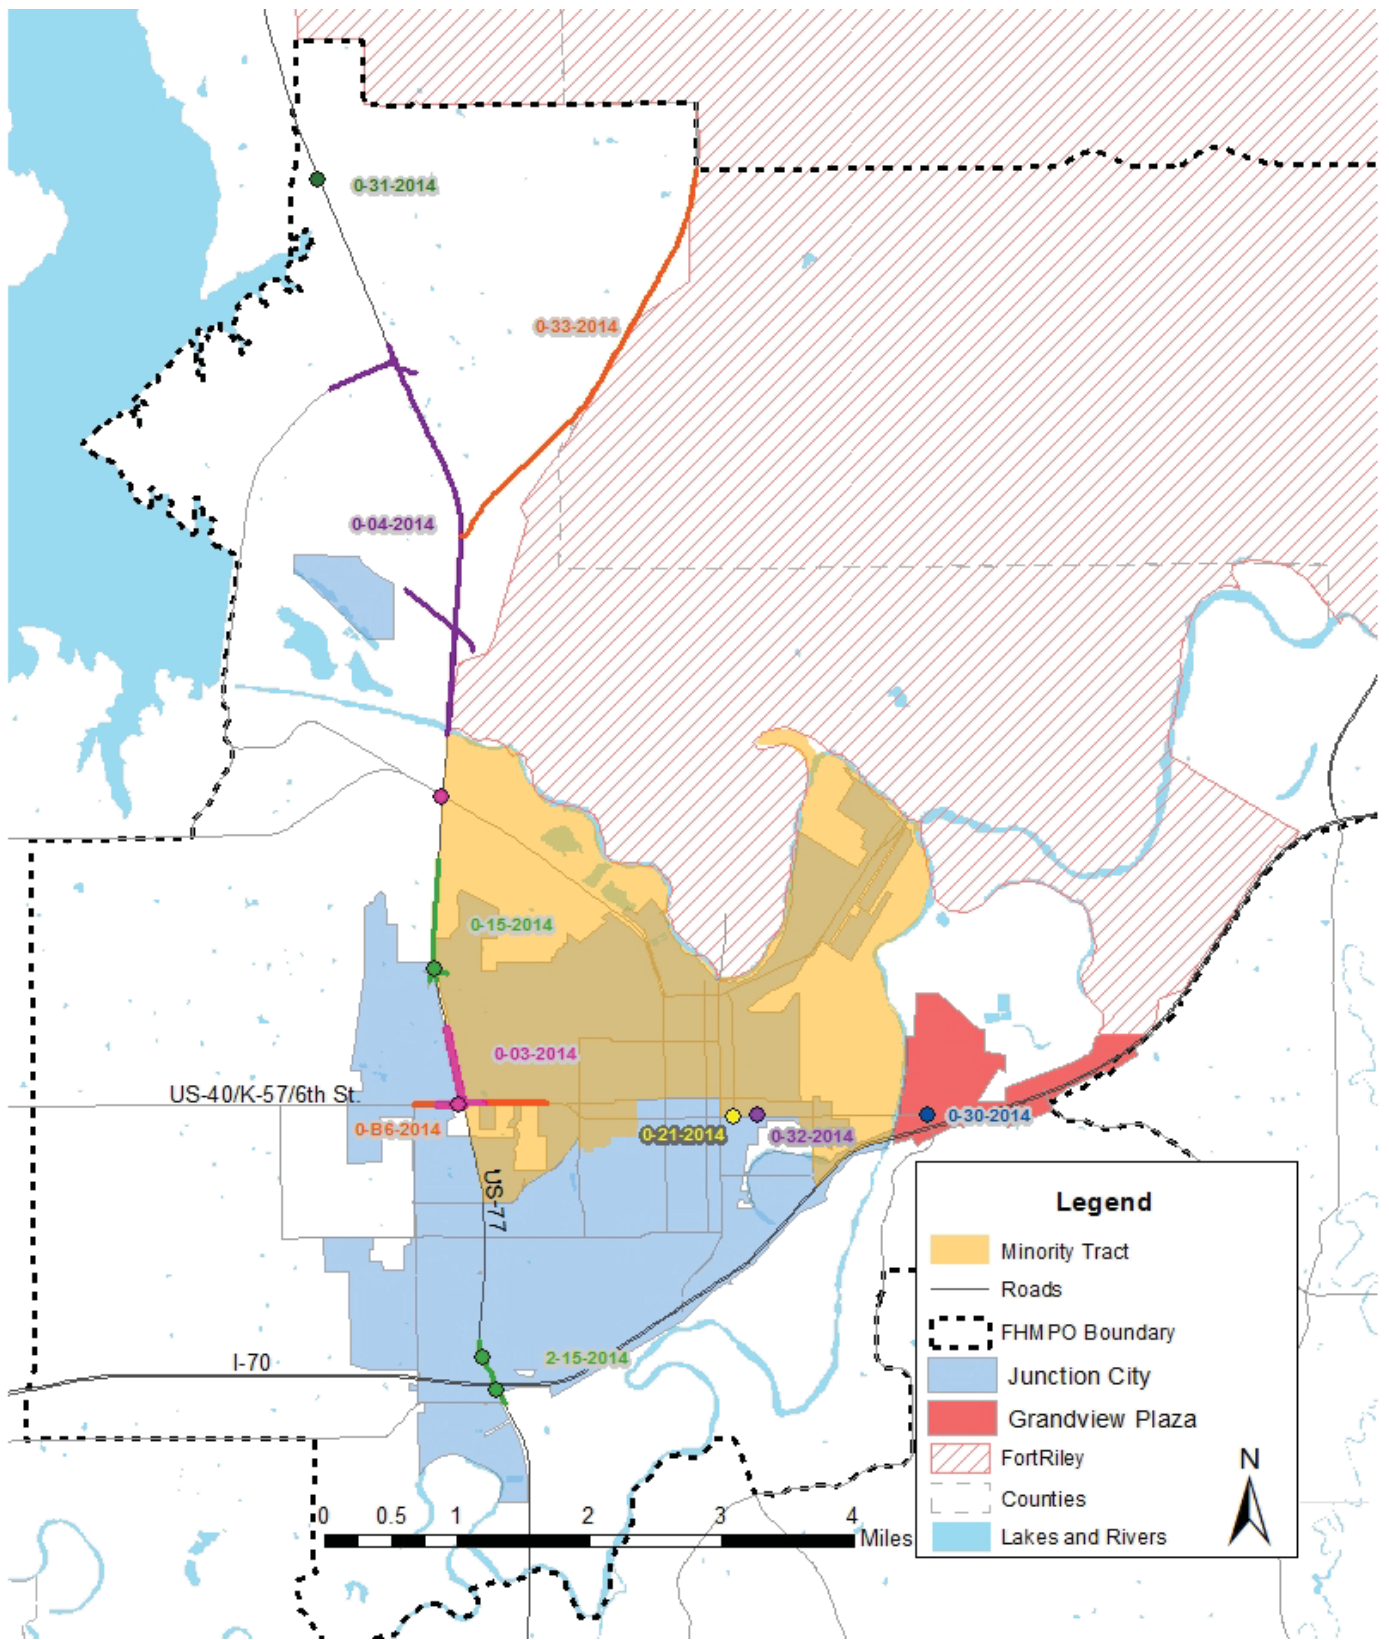 0-31-2014
0-33-2014
0-04-2014
0-15-2014
0-03-2014
US-40/K-57/6th St.
0-B6-2014
0-21-2014
0-32-2014
0-30-2014
US-77
2-15-2014
I-70
Legend
Minority Tract
Roads
FHMPO Boundary
Junction City
Grandview Plaza
FortRiley
Counties
Lakes and Rivers
N
0 0.5 1 2 3 4
Miles